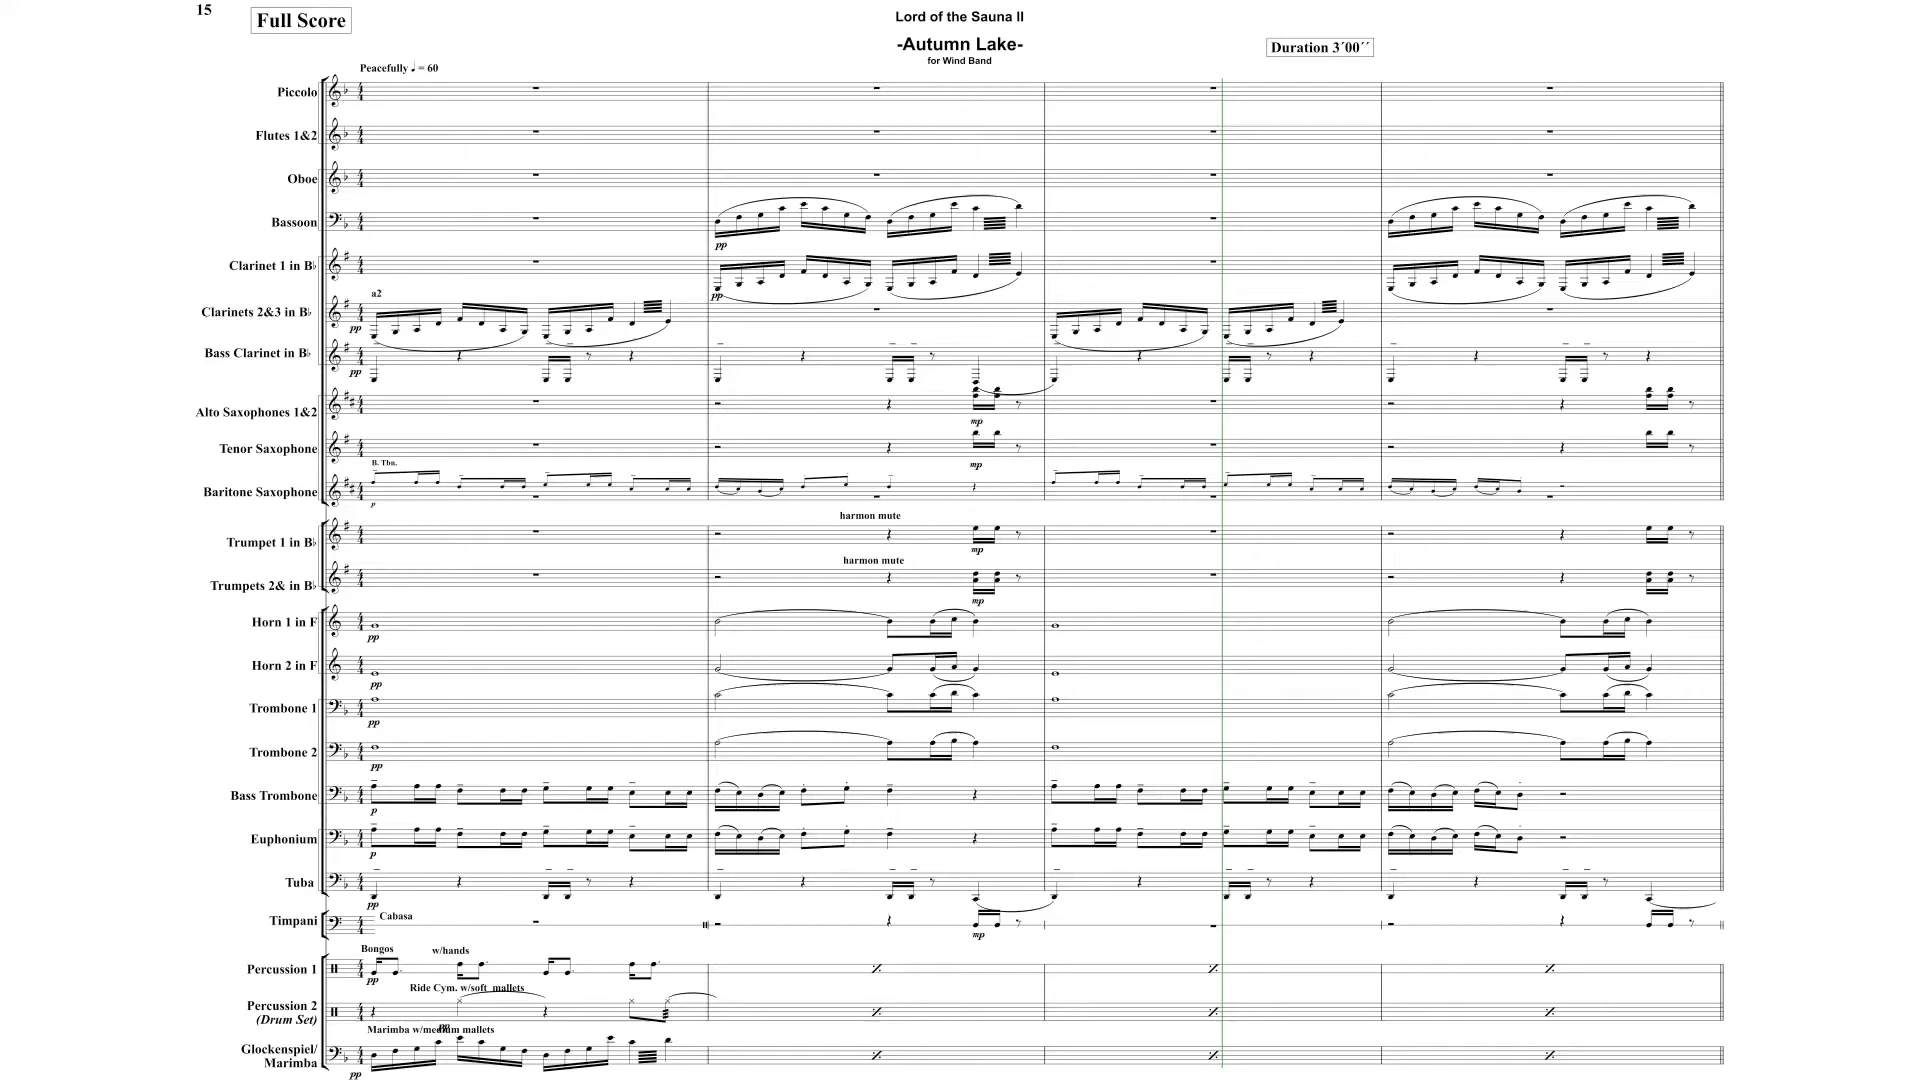 15
Full Score
Lord of the Sauna II
-Autumn Lake-
for Wind Band
Duration 3´00´´
Peacefully ♩ = 60
Piccolo
Flutes 1&2
Oboe
Bassoon
pp
Clarinet 1 in B♭
pp
a2
Clarinets 2&3 in B♭
pp
Bass Clarinet in B♭
pp
Alto Saxophones 1&2
mp
Tenor Saxophone
mp
B. Tbn.
Baritone Saxophone
p
harmon mute
Trumpet 1 in B♭
mp
harmon mute
Trumpets 2& in B♭
mp
Horn 1 in F
pp
Horn 2 in F
pp
Trombone 1
pp
Trombone 2
pp
Bass Trombone
p
Euphonium
p
Tuba
pp
Cabasa
Timpani
mp
Bongos
w/hands
Percussion 1
pp
Ride Cym. w/soft mallets
Percussion 2
(Drum Set)
pp
Marimba w/medium mallets
Glockenspiel/
Marimba
pp